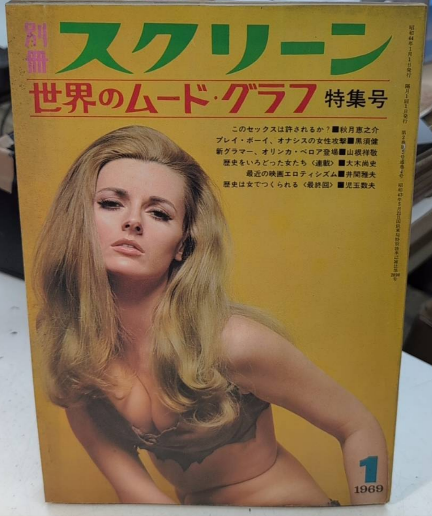 別冊 スクリーン
世界のムード・グラフ 特集号
このセックスは許されるか?■秋月恵之介
プレイ・ボーイ、オナシスの女性攻撃■黒須健
新グラマー、オリンカ・ベロア登場■山根祥敬
歴史をいろどった女たち〈連載〉■大木尚史
最近の映画エロティシズム■井関雅夫
歴史は女でつくられる〈最終回〉■児玉数夫
1
1969